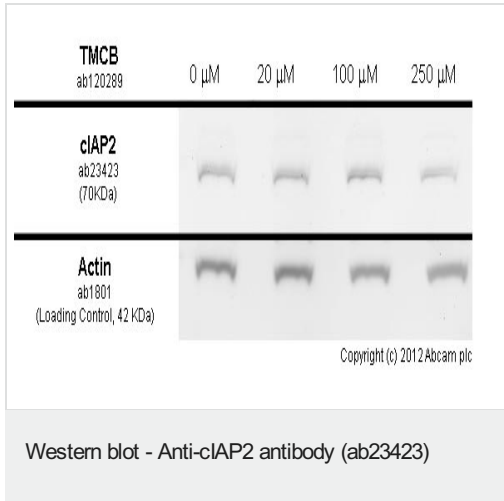 TMCB
ab120289
0 µM 20 µM 100 µM 250 µM
cIAP2
ab23423
(70KDa)
Actin
ab1801
(Loading Control, 42 KDa)
Copyright (c) 2012 Abcam plc
Western blot - Anti-cIAP2 antibody (ab23423)